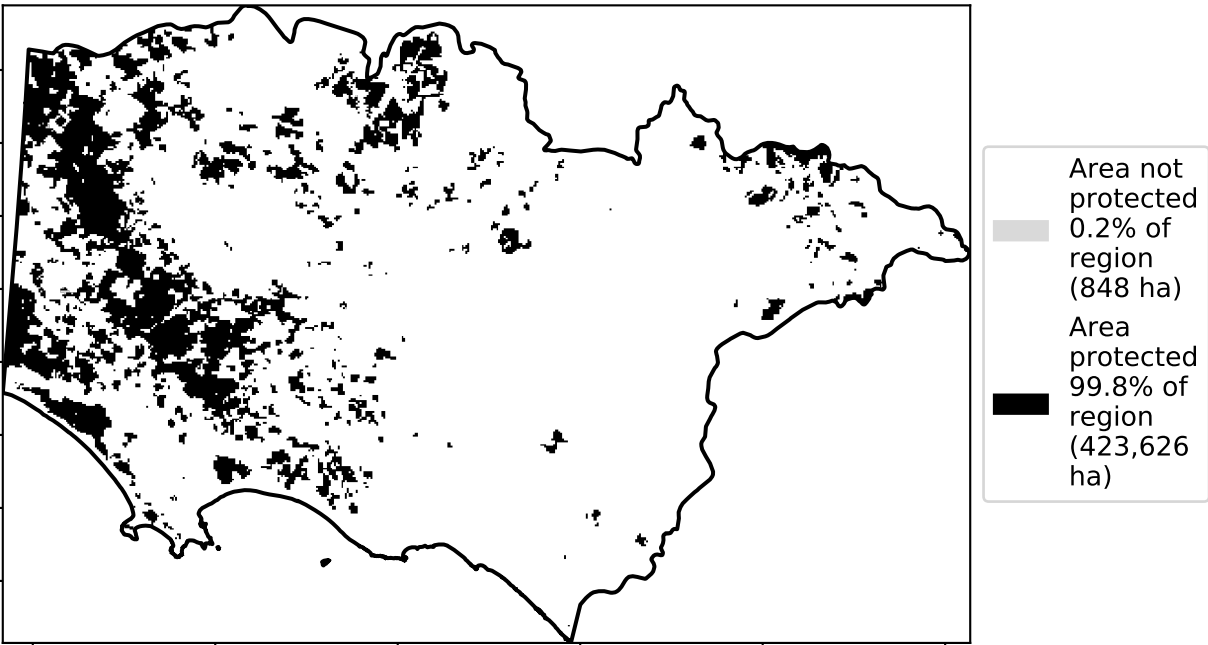 Area not
protected
0.2% of
region
(848 ha)
Area
protected
99.8% of
region
(423,626
ha)